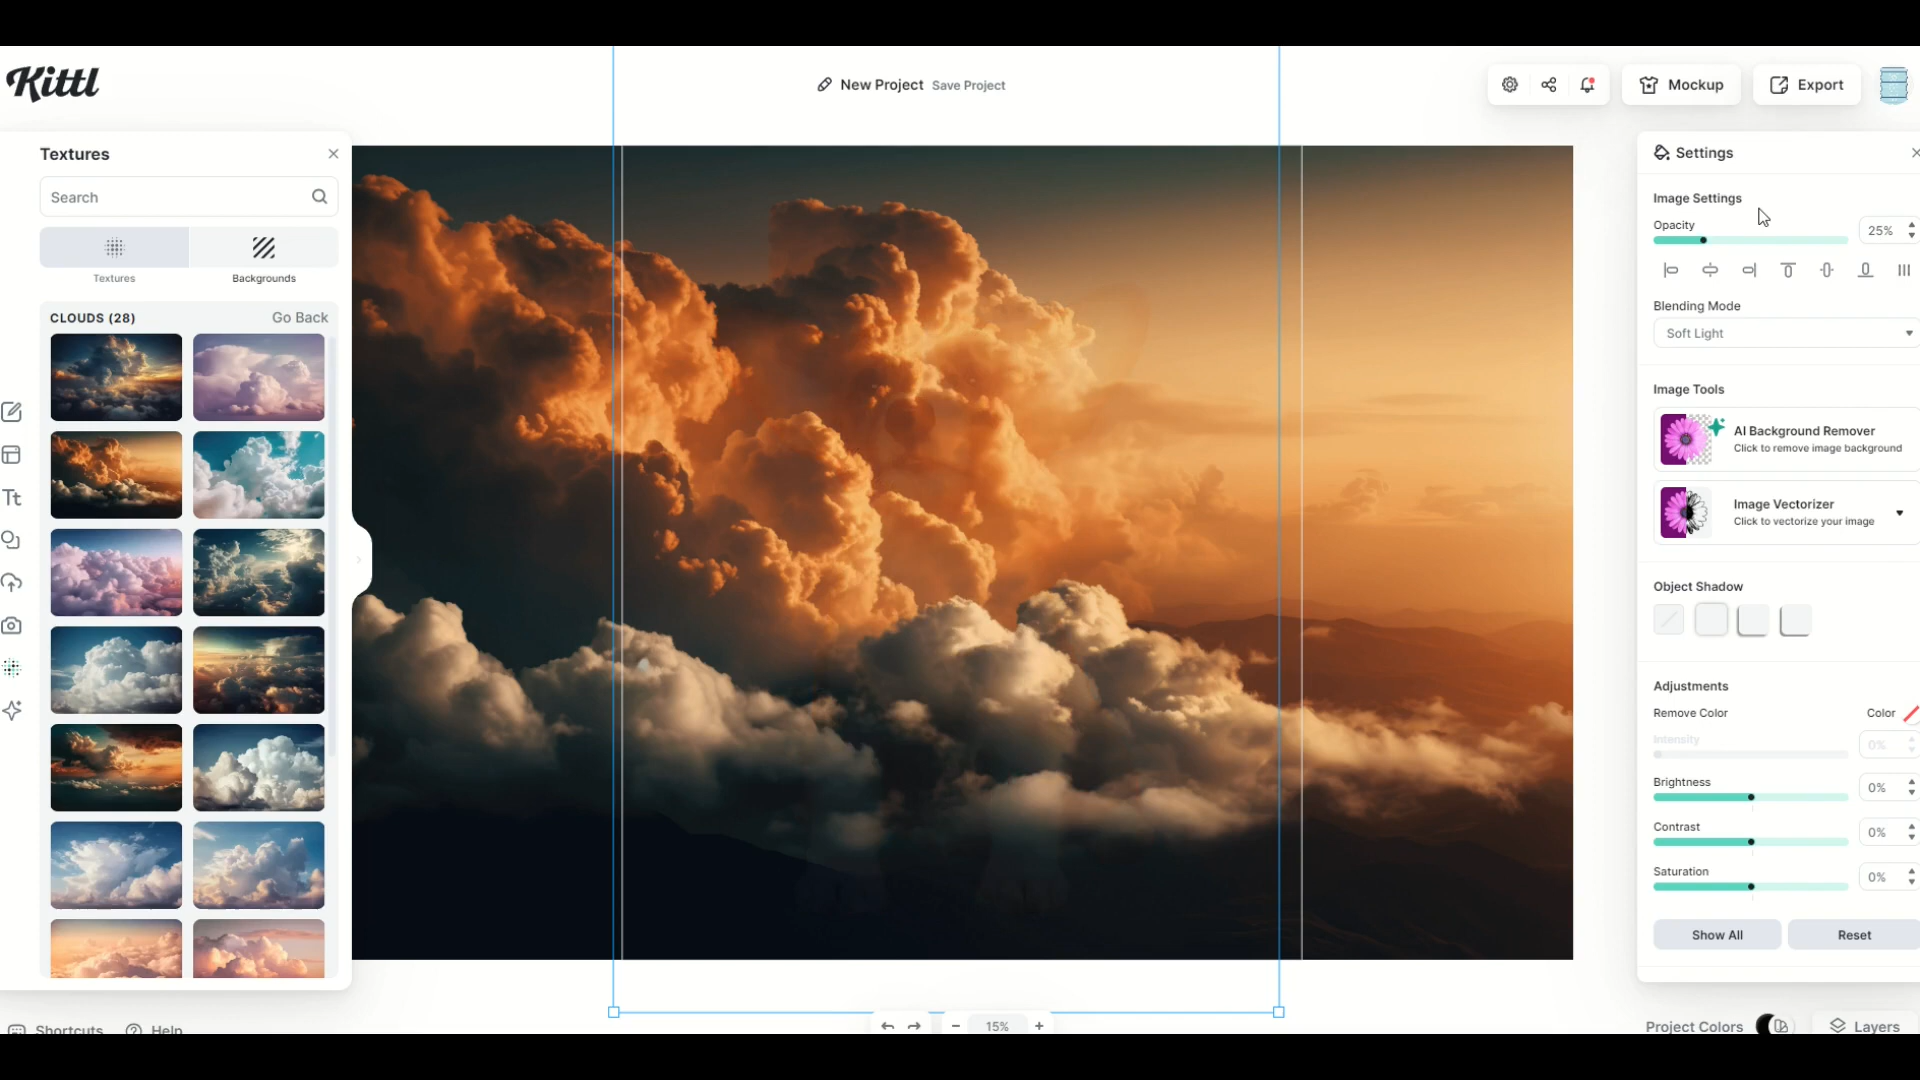 Kittl
New Project Save Project
Mockup
Export
Textures
Search
Textures
Backgrounds
CLOUDS (28)
Go Back
Settings
Image Settings
Opacity
25%
Blending Mode
Soft Light
Image Tools
AI Background Remover
Click to remove image background
Image Vectorizer
Click to vectorize your image
Object Shadow
Adjustments
Remove Color
Color
Intensity
0%
Brightness
0%
Contrast
0%
Saturation
0%
Show All
Reset
Tt
Shortcuts
Help
15%
Project Colors
Layers